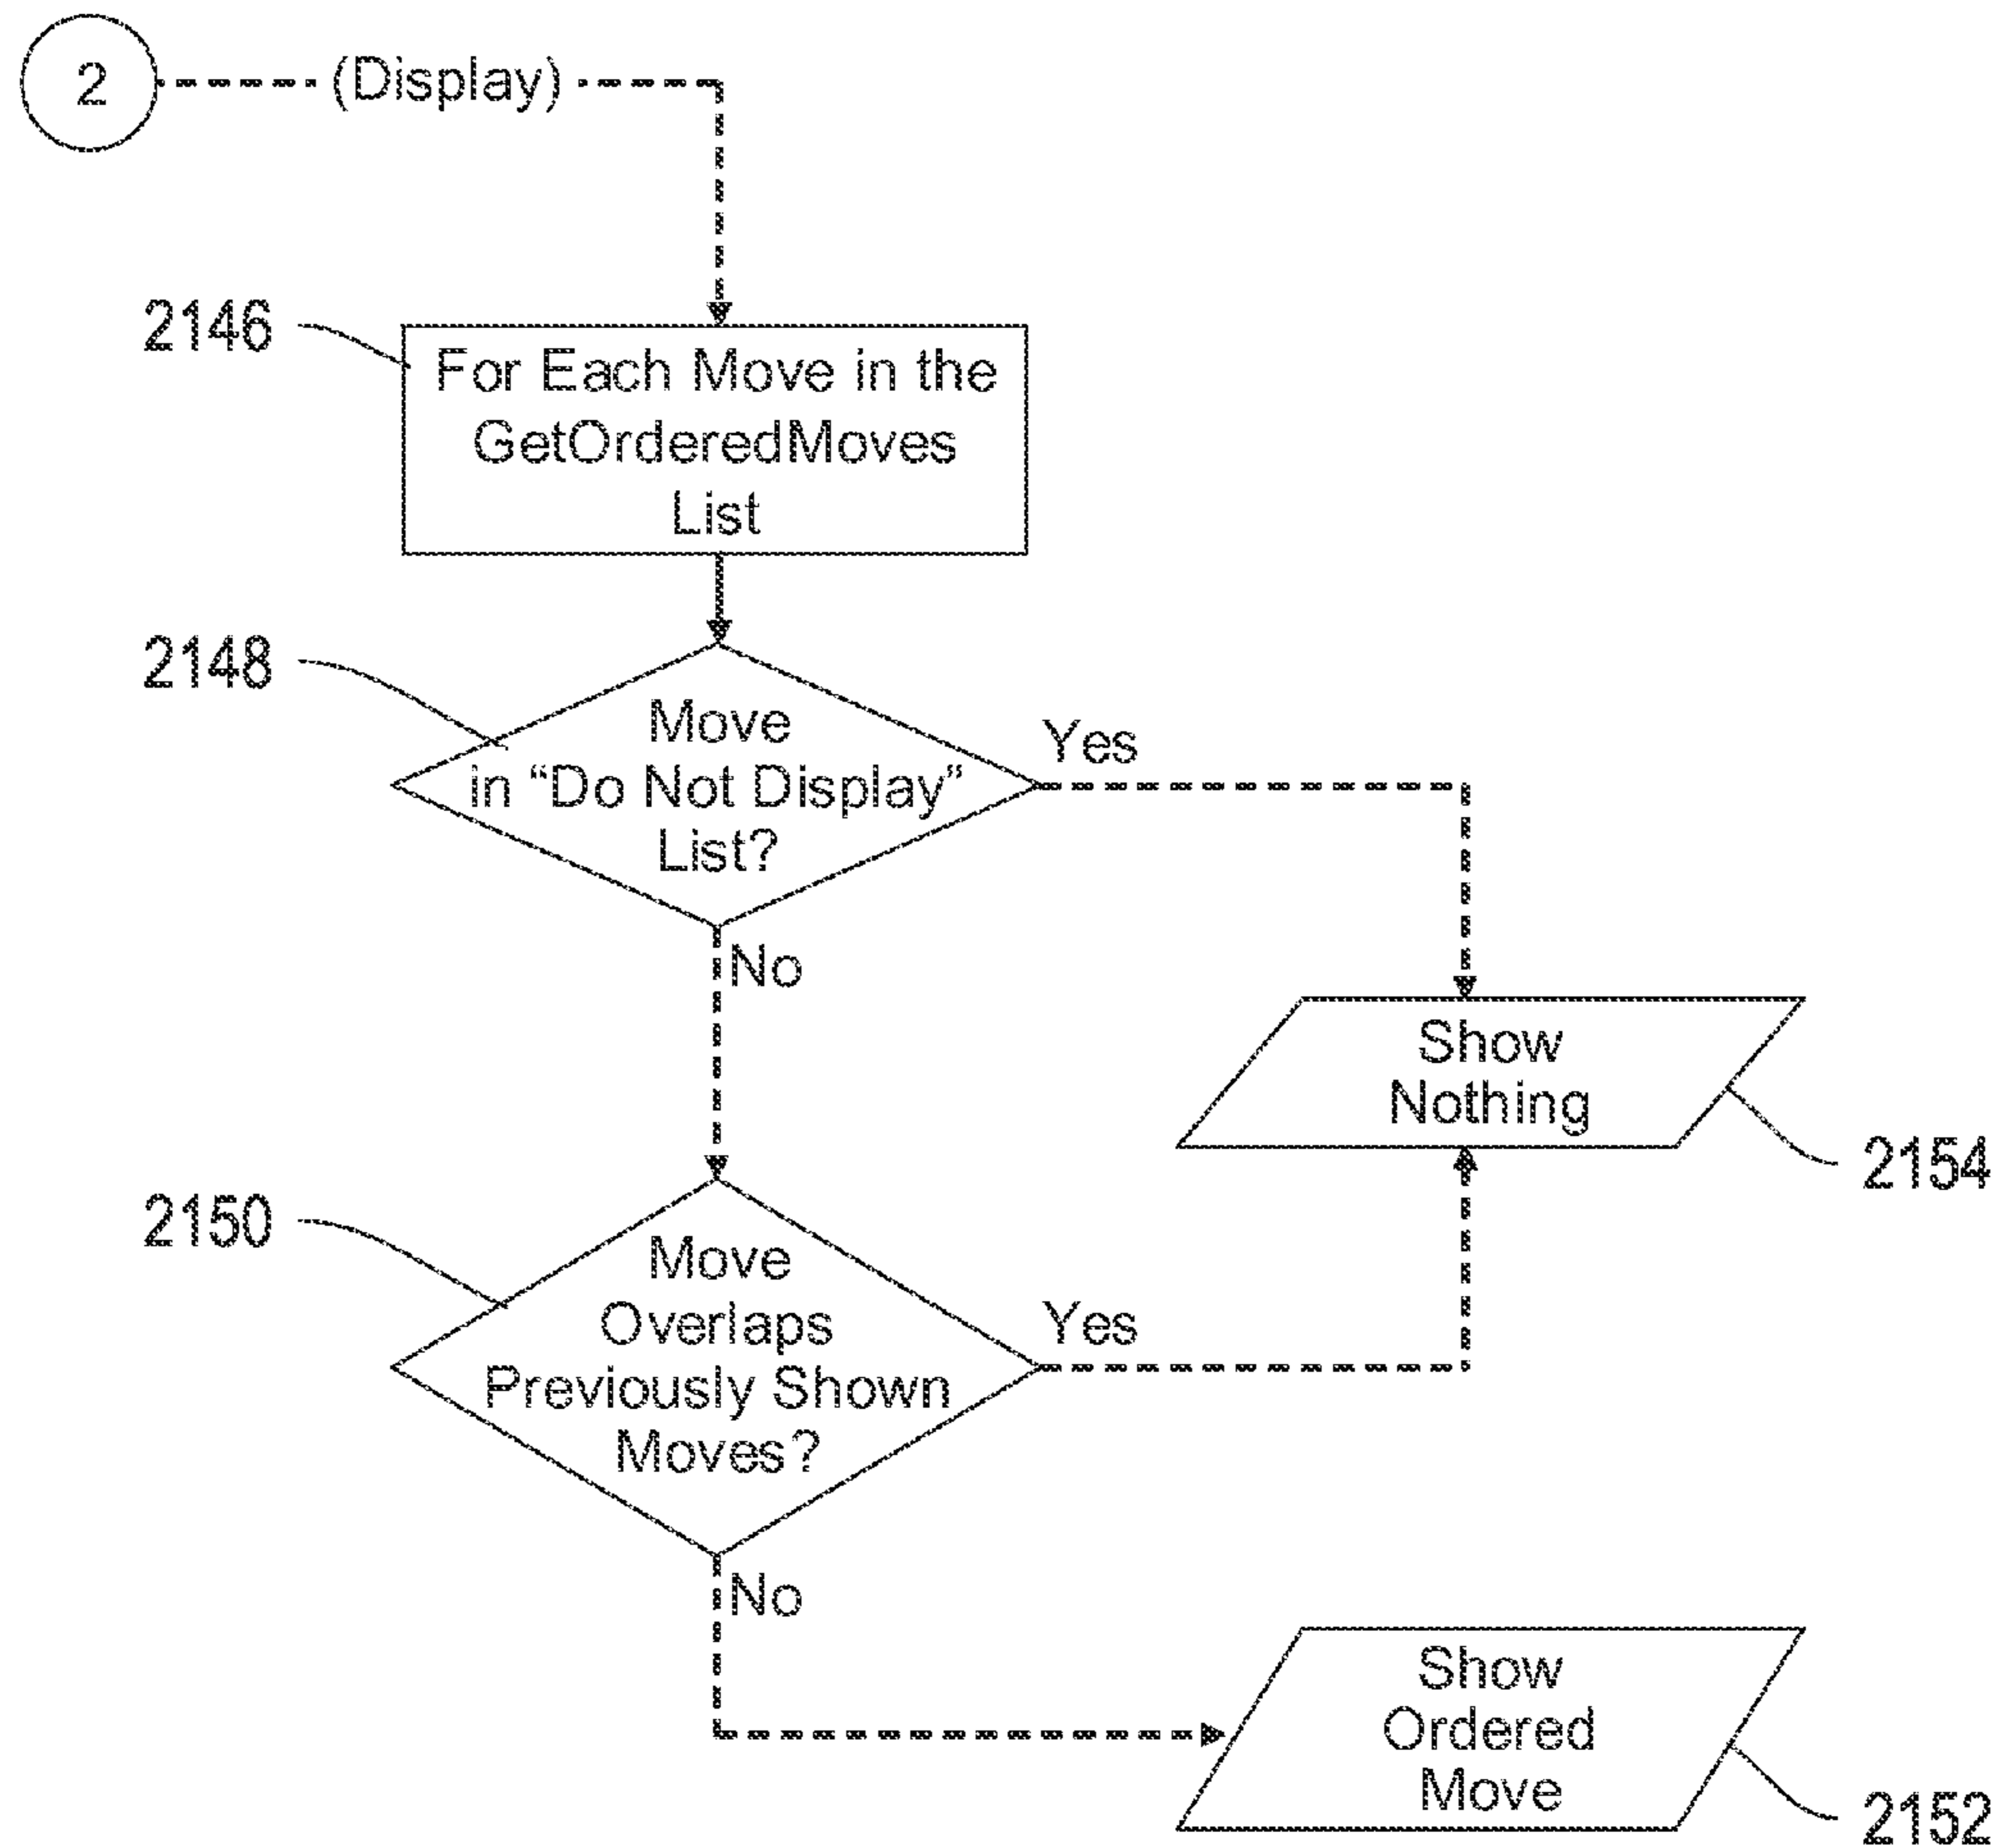 2
(Display)
2146
For Each Move in the
GetOrderedMoves
List
2148
Move
in “Do Not Display”
List?
Yes
No
Show
Nothing
2154
2150
Move
Overlaps
Previously Shown
Moves?
Yes
No
Show
Ordered
Move
2152